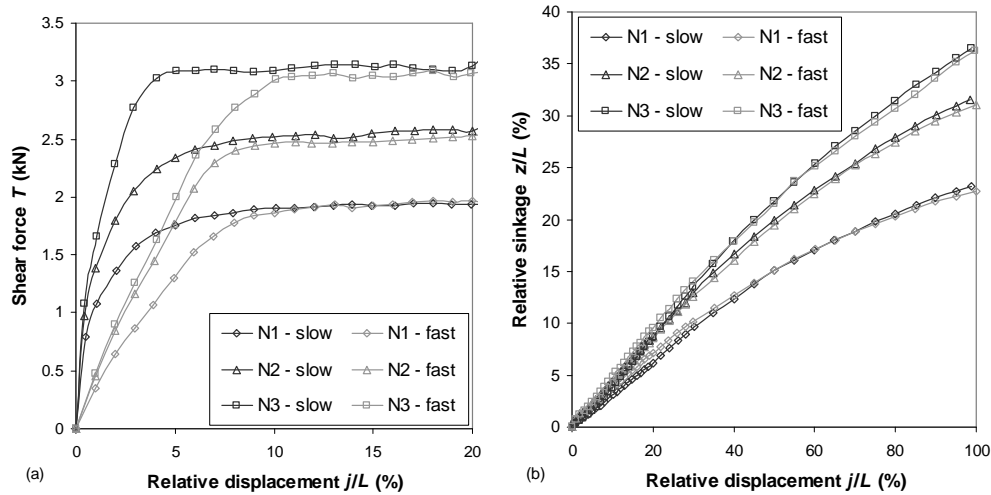 3.5
3
2.5
2
1.5
1
0.5
0
Shear force T (kN)
N1 - slow N1 - fast
N2 - slow N2 - fast
N3 - slow N3 - fast
0 5 10 15 20
(a) Relative displacement j/L (%)
40
35
30
25
20
15
10
5
0
Relative sinkage z/L (%)
N1 - slow N1 - fast
N2 - slow N2 - fast
N3 - slow N3 - fast
0 20 40 60 80 100
(b) Relative displacement j/L (%)